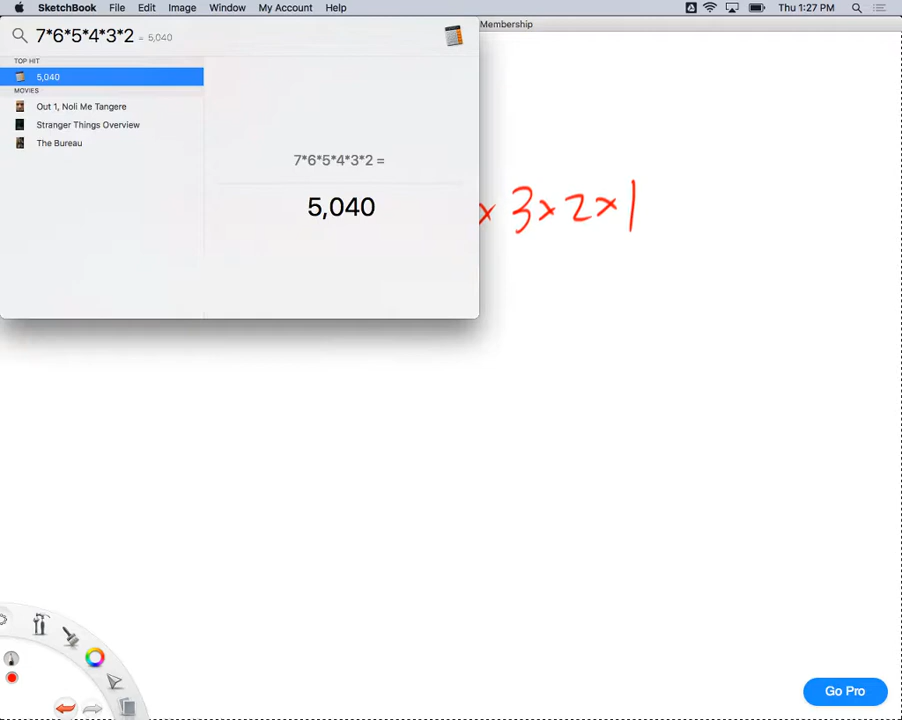 SketchBook File Edit Image Window My Account Help Thu 1:27 PM
Membership
7*6*5*4*3*2 = 5,040
TOP HIT
5,040
MOVIES
Out 1, Noli Me Tangere
Stranger Things Overview
The Bureau
7*6*5*4*3*2 =
5,040
× 3 × 2 × 1
Go Pro